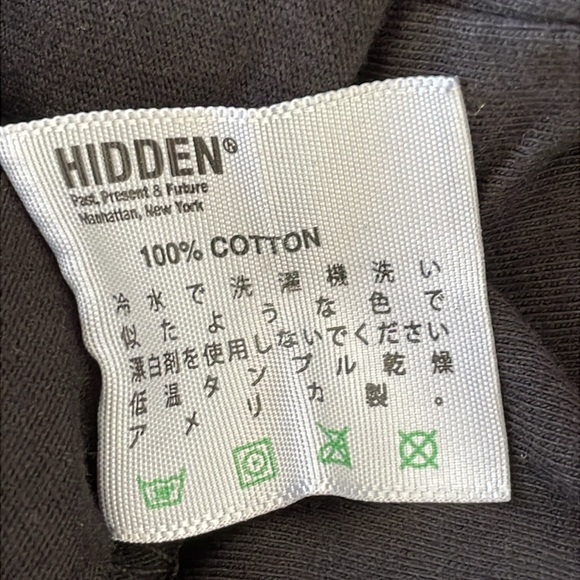 HIDDEN®
Past, Present & Future
Manhattan, New York
100% COTTON
冷水で洗濯機洗い
似たような色で
漂白剤を使用しないでください
低温タンブル乾燥。
アメリカ製